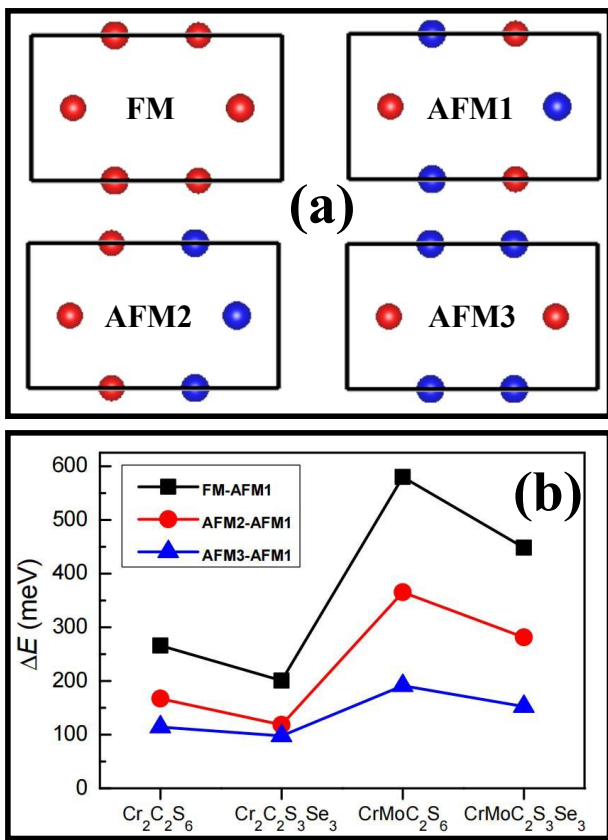 FM
AFM1
(a)
AFM2
AFM3
(b)
FM-AFM1
AFM2-AFM1
AFM3-AFM1
ΔE (meV)
600
500
400
300
200
100
0
Cr₂C₂S₆
Cr₂C₂S₃Se₃
CrMoC₂S₆
CrMoC₂S₃Se₃